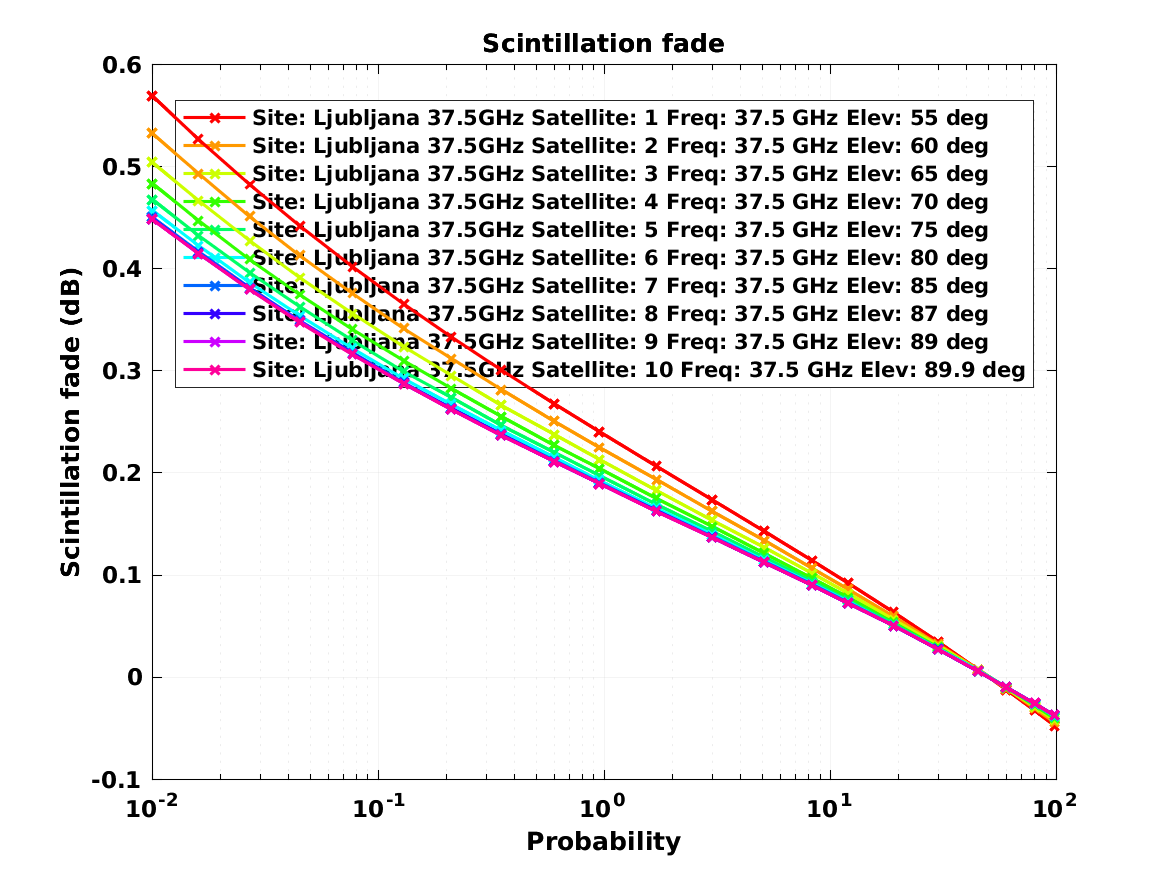 Scintillation fade
0.6
0.5
0.4
0.3
0.2
0.1
0
-0.1
Scintillation fade (dB)
Site: Ljubljana 37.5GHz Satellite: 1 Freq: 37.5 GHz Elev: 55 deg
Site: Ljubljana 37.5GHz Satellite: 2 Freq: 37.5 GHz Elev: 60 deg
Site: Ljubljana 37.5GHz Satellite: 3 Freq: 37.5 GHz Elev: 65 deg
Site: Ljubljana 37.5GHz Satellite: 4 Freq: 37.5 GHz Elev: 70 deg
Site: Ljubljana 37.5GHz Satellite: 5 Freq: 37.5 GHz Elev: 75 deg
Site: Ljubljana 37.5GHz Satellite: 6 Freq: 37.5 GHz Elev: 80 deg
Site: Ljubljana 37.5GHz Satellite: 7 Freq: 37.5 GHz Elev: 85 deg
Site: Ljubljana 37.5GHz Satellite: 8 Freq: 37.5 GHz Elev: 87 deg
Site: Ljubljana 37.5GHz Satellite: 9 Freq: 37.5 GHz Elev: 89 deg
Site: Ljubljana 37.5GHz Satellite: 10 Freq: 37.5 GHz Elev: 89.9 deg
10^-2 10^-1 10^0 10^1 10^2
Probability